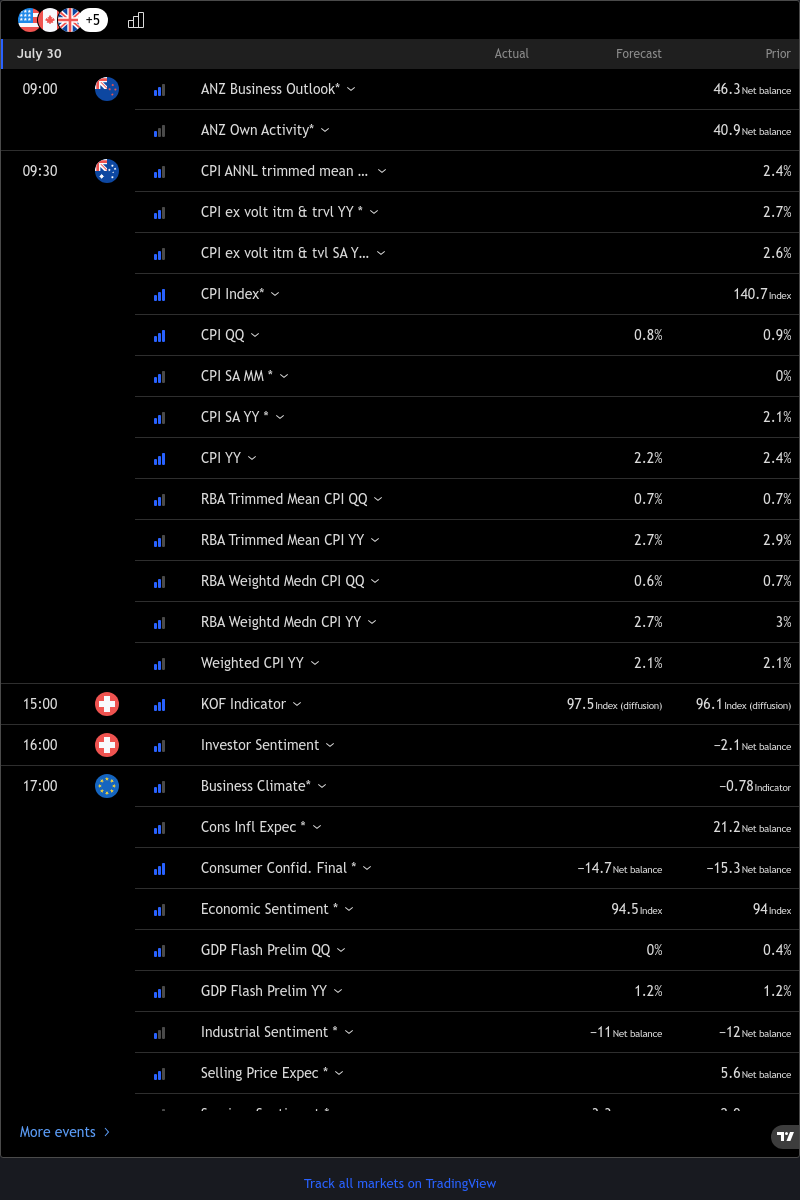 +5
July 30 Actual Forecast Prior
09:00 ANZ Business Outlook* 46.3 Net balance
ANZ Own Activity* 40.9 Net balance
09:30 CPI ANNL trimmed mean ... 2.4%
CPI ex volt itm & trvl YY * 2.7%
CPI ex volt itm & tvl SA Y... 2.6%
CPI Index* 140.7 Index
CPI QQ 0.8% 0.9%
CPI SA MM * 0%
CPI SA YY * 2.1%
CPI YY 2.2% 2.4%
RBA Trimmed Mean CPI QQ 0.7% 0.7%
RBA Trimmed Mean CPI YY 2.7% 2.9%
RBA Weightd Medn CPI QQ 0.6% 0.7%
RBA Weightd Medn CPI YY 2.7% 3%
Weighted CPI YY 2.1% 2.1%
15:00 KOF Indicator 97.5 Index (diffusion) 96.1 Index (diffusion)
16:00 Investor Sentiment −2.1 Net balance
17:00 Business Climate* −0.78 Indicator
Cons Infl Expec * 21.2 Net balance
Consumer Confid. Final * −14.7 Net balance −15.3 Net balance
Economic Sentiment * 94.5 Index 94 Index
GDP Flash Prelim QQ 0% 0.4%
GDP Flash Prelim YY 1.2% 1.2%
Industrial Sentiment * −11 Net balance −12 Net balance
Selling Price Expec * 5.6 Net balance
More events
Track all markets on TradingView